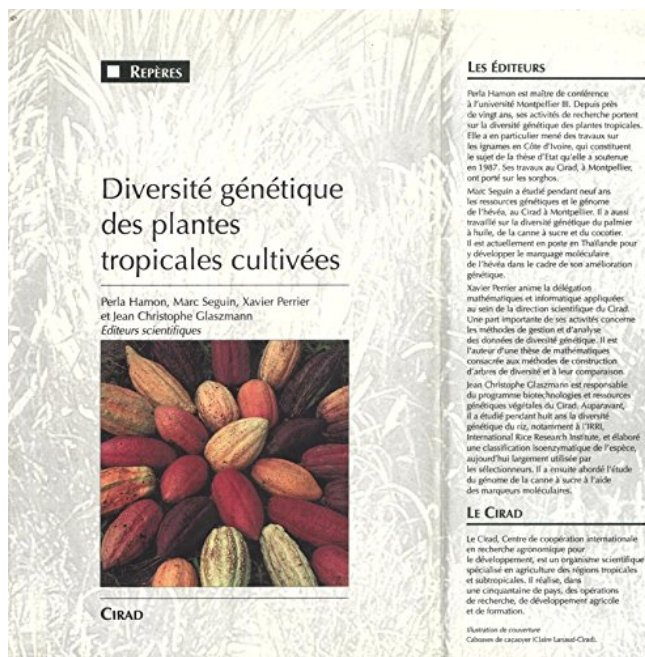 REPÈRES
Diversité génétique
des plantes
tropicales cultivées
Perla Hamon, Marc Seguin, Xavier Perrier
et Jean Christophe Glaszmann
Editeurs scientifiques
CIRAD
LES ÉDITEURS
Perla Hamon est maître de conférence
à l'université Montpellier III. Depuis près
de vingt ans, ses activités de recherche portent
sur la diversité génétique des plantes tropicales.
Elle a en particulier mené des travaux sur
les ignames en Côte d'Ivoire, qui constituent
le sujet de la thèse d'Etat qu'elle a soutenue
en 1987. Ses travaux au Cirad, à Montpellier,
ont porté sur les sorghos.
Marc Seguin a étudié pendant neuf ans
les ressources génétiques et le génome
de l'hévéa, au Cirad à Montpellier. Il a aussi
travaillé sur la diversité génétique du palmier
à huile, de la canne à sucre et du cocotier.
Il est actuellement en poste en Thaïlande pour
y développer le marquage moléculaire
de l'hévéa dans le cadre de son amélioration
génétique.
Xavier Perrier anime la délégation
mathématiques et informatique appliquées
au sein de la direction scientifique du Cirad.
Une part importante de ses activités concerne
les méthodes de gestion et d'analyse
des données de diversité génétique. Il est
l'auteur d'une thèse de mathématiques
consacrée aux méthodes de construction
d'arbres de diversité et à leur comparaison.
Jean Christophe Glaszmann est responsable
du programme biotechnologies et ressources
génétiques végétales du Cirad. Auparavant,
il a étudié pendant huit ans la diversité
génétique du riz, notamment à l'IRRI,
International Rice Research Institute, et élaboré
une classification isoenzymatique de l'espèce,
aujourd'hui largement utilisée par
les sélectionneurs. Il a ensuite abordé l'étude
du génome de la canne à sucre à l'aide
des marqueurs moléculaires.
LE CIRAD
Le Cirad, Centre de coopération internationale
en recherche agronomique pour
le développement, est un organisme scientifique
spécialisé en agriculture des régions tropicales
et subtropicales. Il réalise, dans
une cinquantaine de pays, des opérations
de recherche, de développement agricole
et de formation.
Illustration de couverture
Cabosses de cacaoyer (Claire Lanaud-Cirad).